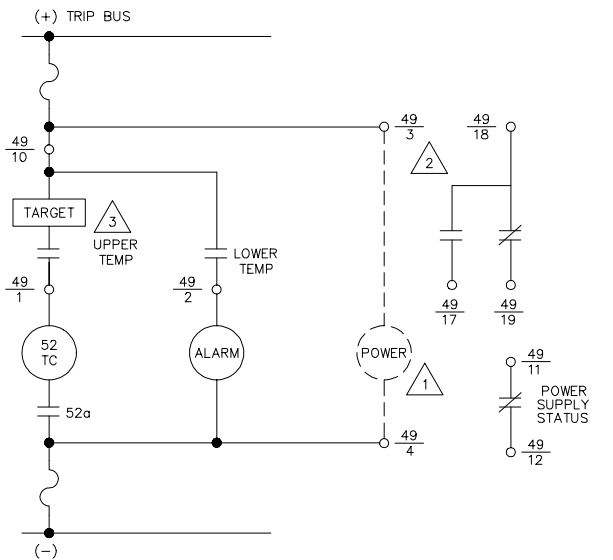 (+) TRIP BUS
49
10
49
3
49
18
2
TARGET
3
UPPER
TEMP
LOWER
TEMP
49
1
49
2
49
17
49
19
52
TC
ALARM
POWER
1
49
11
POWER
SUPPLY
STATUS
52a
49
4
49
12
(-)